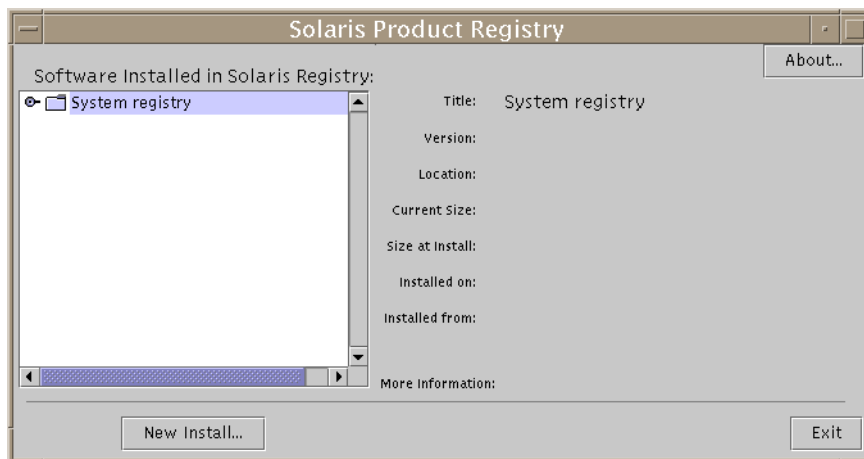 Solaris Product Registry
About...
Software Installed in Solaris Registry:
System registry
Title: System registry
Version:
Location:
Current Size:
Size at Install:
Installed on:
Installed from:
More Information:
New Install...
Exit